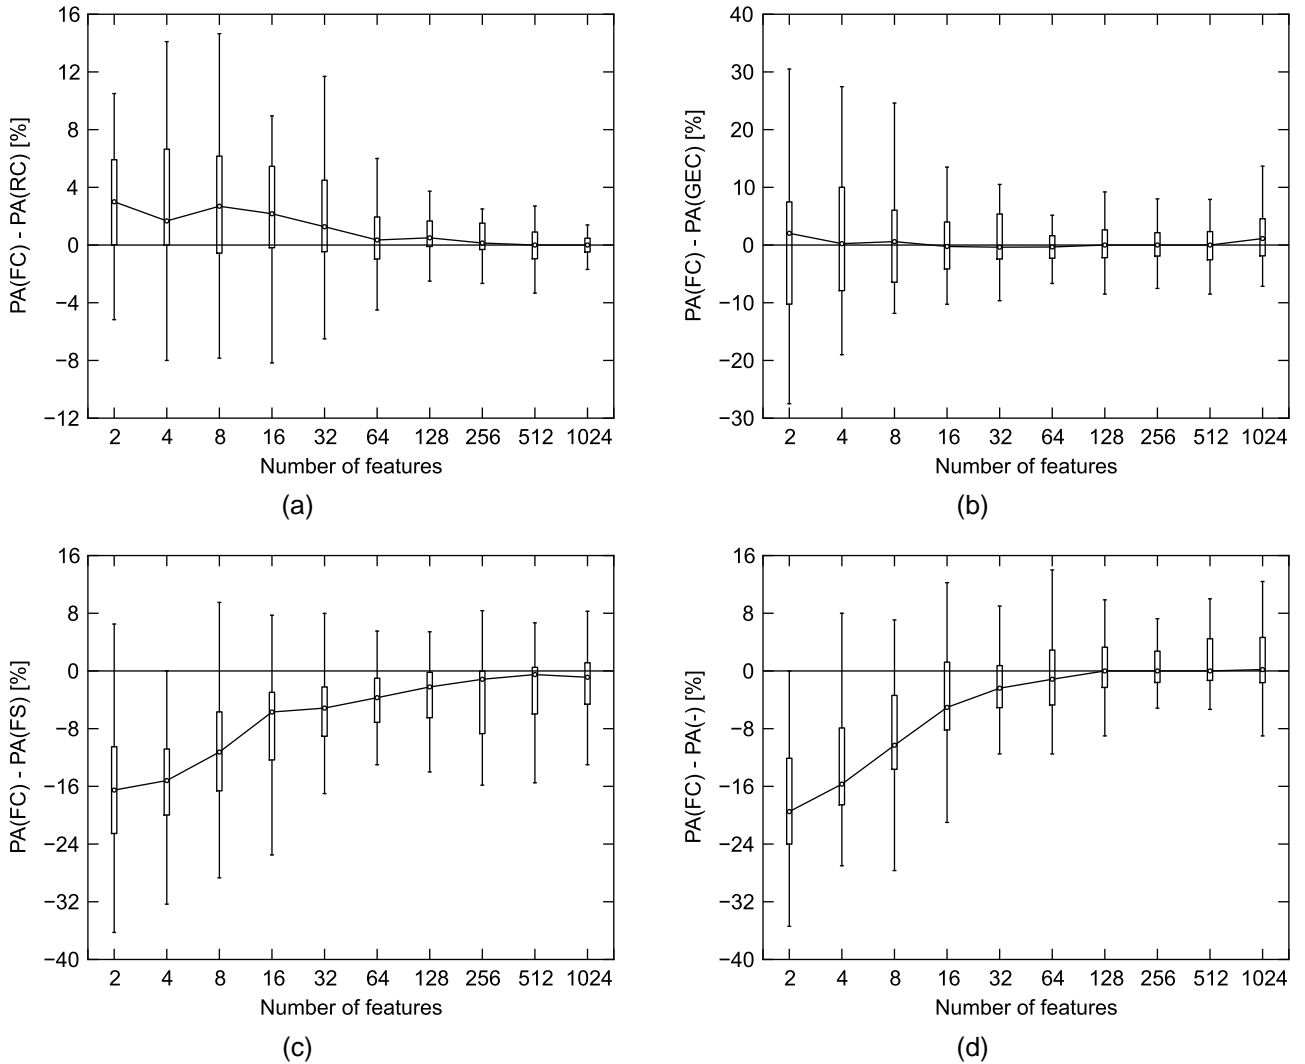 16
12
8
4
0
−4
−8
−12
PA(FC) - PA(RC) [%]
2 4 8 16 32 64 128 256 512 1024
Number of features
(a)
40
30
20
10
0
−10
−20
−30
PA(FC) - PA(GEC) [%]
2 4 8 16 32 64 128 256 512 1024
Number of features
(b)
16
8
0
−8
−16
−24
−32
−40
PA(FC) - PA(FS) [%]
2 4 8 16 32 64 128 256 512 1024
Number of features
(c)
16
8
0
−8
−16
−24
−32
−40
PA(FC) - PA(-) [%]
2 4 8 16 32 64 128 256 512 1024
Number of features
(d)